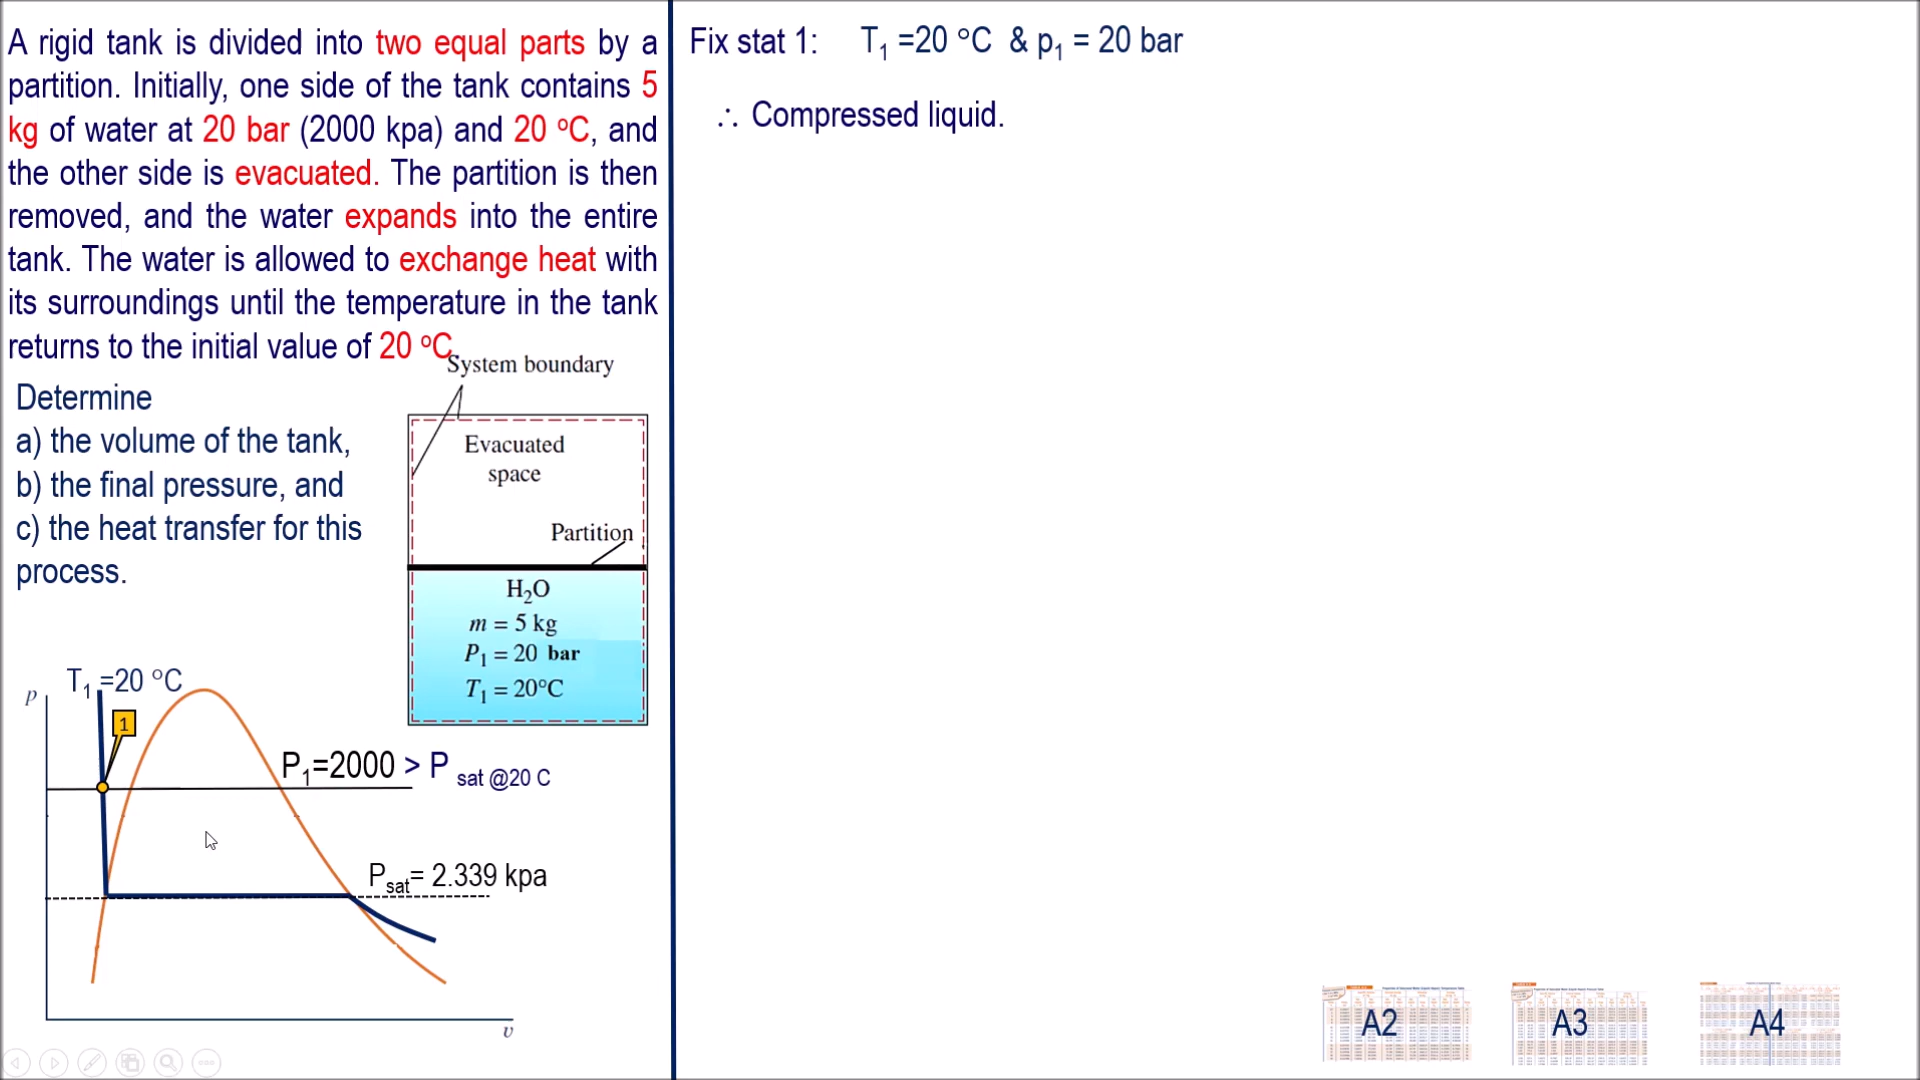 A rigid tank is divided into two equal parts by a
partition. Initially, one side of the tank contains 5
kg of water at 20 bar (2000 kpa) and 20 °C, and
the other side is evacuated. The partition is then
removed, and the water expands into the entire
tank. The water is allowed to exchange heat with
its surroundings until the temperature in the tank
returns to the initial value of 20 °C.
Determine
a) the volume of the tank,
b) the final pressure, and
c) the heat transfer for this
process.
System boundary
Evacuated
space
Partition
H₂O
m = 5 kg
P₁ = 20 bar
T₁ = 20°C
T₁ =20 °C
p
1
P₁=2000 > P sat @20 C
Psat= 2.339 kpa
v
Fix stat 1: T₁ =20 °C & p₁ = 20 bar
∴ Compressed liquid.
A2
A3
A4